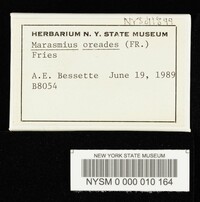 HERBARIUM N. Y. STATE MUSEUM
Marasmius oreades (FR.)
Fries
A.E. Bessette June 19, 1989
B8054
NEW YORK STATE MUSEUM
NYSM 0 000 010 164